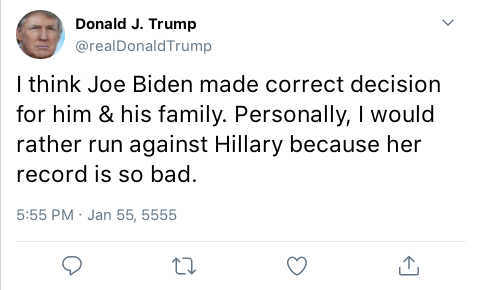 Donald J. Trump
@realDonaldTrump
I think Joe Biden made correct decision
for him & his family. Personally, I would
rather run against Hillary because her
record is so bad.
5:55 PM · Jan 55, 5555